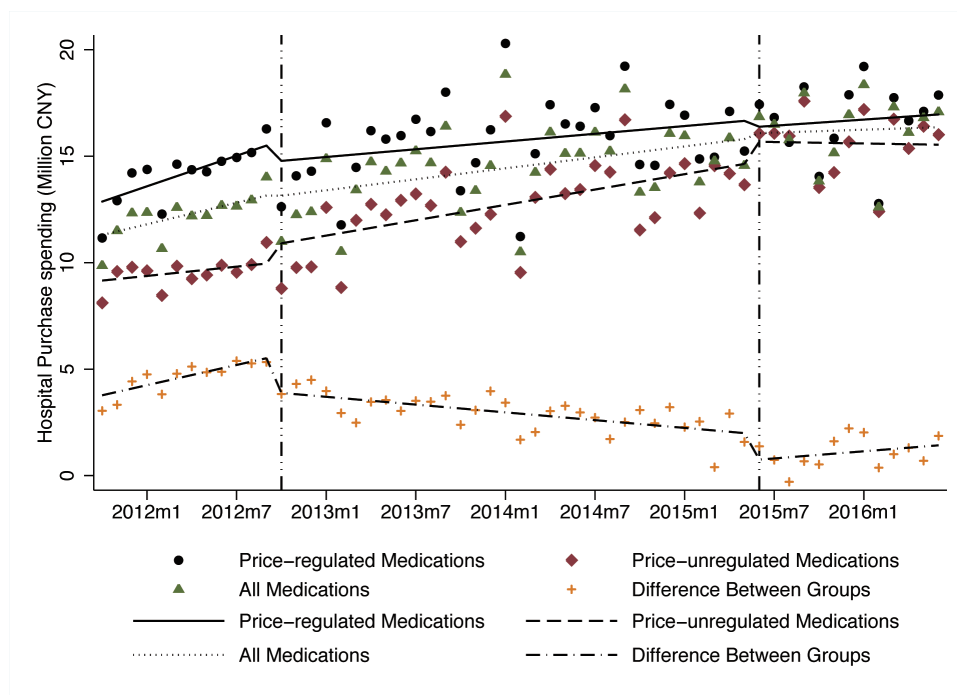 Hospital Purchase spending (Million CNY)
20
15
10
5
0
2012m1 2012m7 2013m1 2013m7 2014m1 2014m7 2015m1 2015m7 2016m1
Price−regulated Medications Price−unregulated Medications
All Medications Difference Between Groups
Price−regulated Medications Price−unregulated Medications
All Medications Difference Between Groups